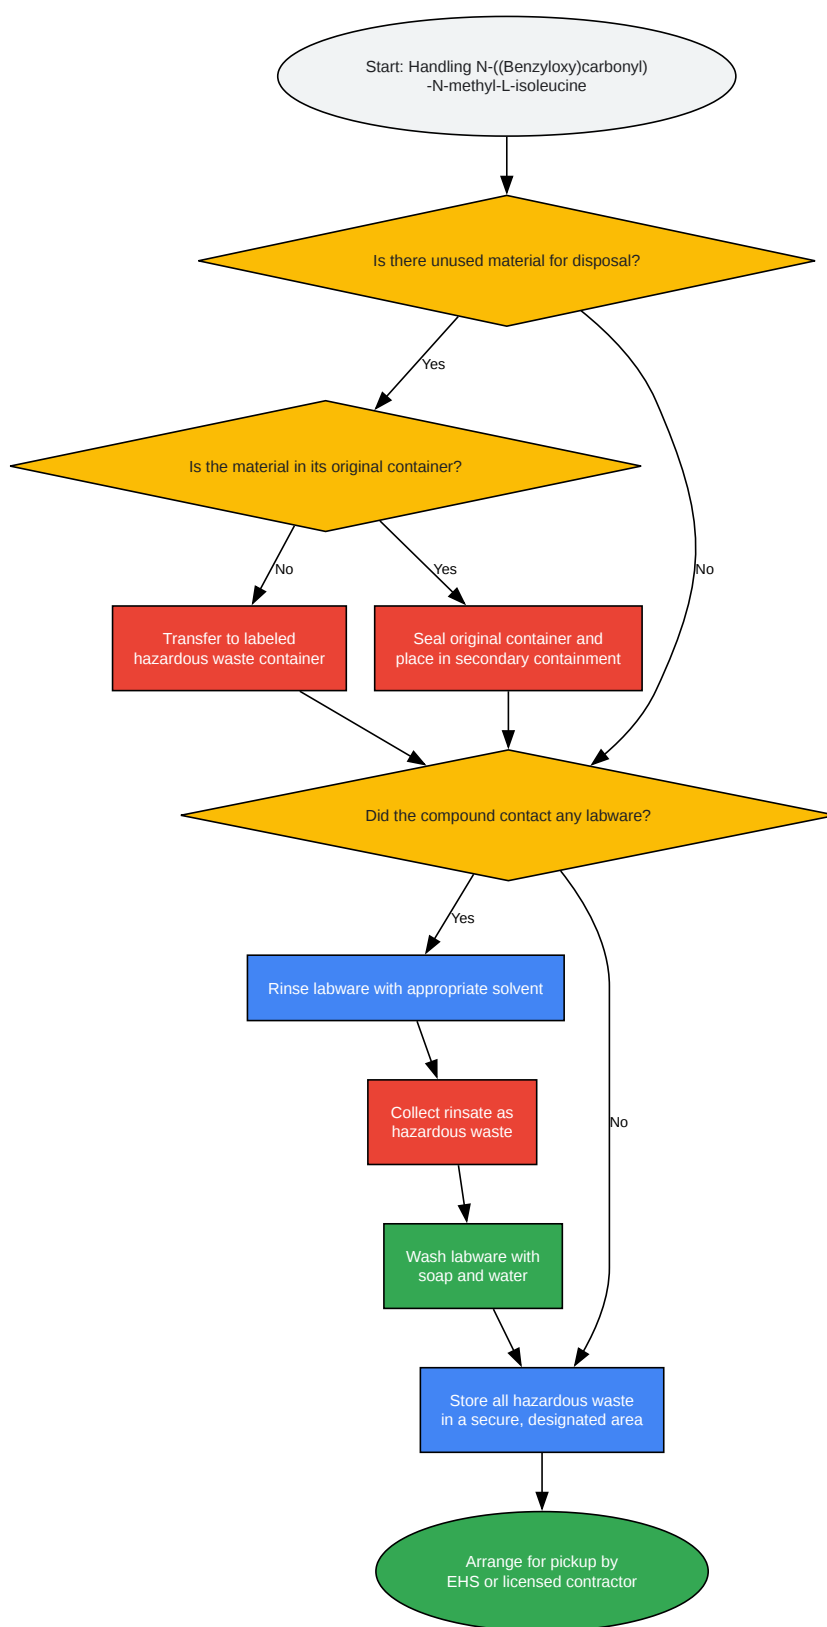 Start: Handling N-((Benzyloxy)carbonyl)
-N-methyl-L-isoleucine
Is there unused material for disposal?
Yes
Is the material in its original container?
No
Yes
No
Transfer to labeled
hazardous waste container
Seal original container and
place in secondary containment
Did the compound contact any labware?
Yes
Rinse labware with appropriate solvent
Collect rinsate as
hazardous waste
No
Wash labware with
soap and water
Store all hazardous waste
in a secure, designated area
Arrange for pickup by
EHS or licensed contractor